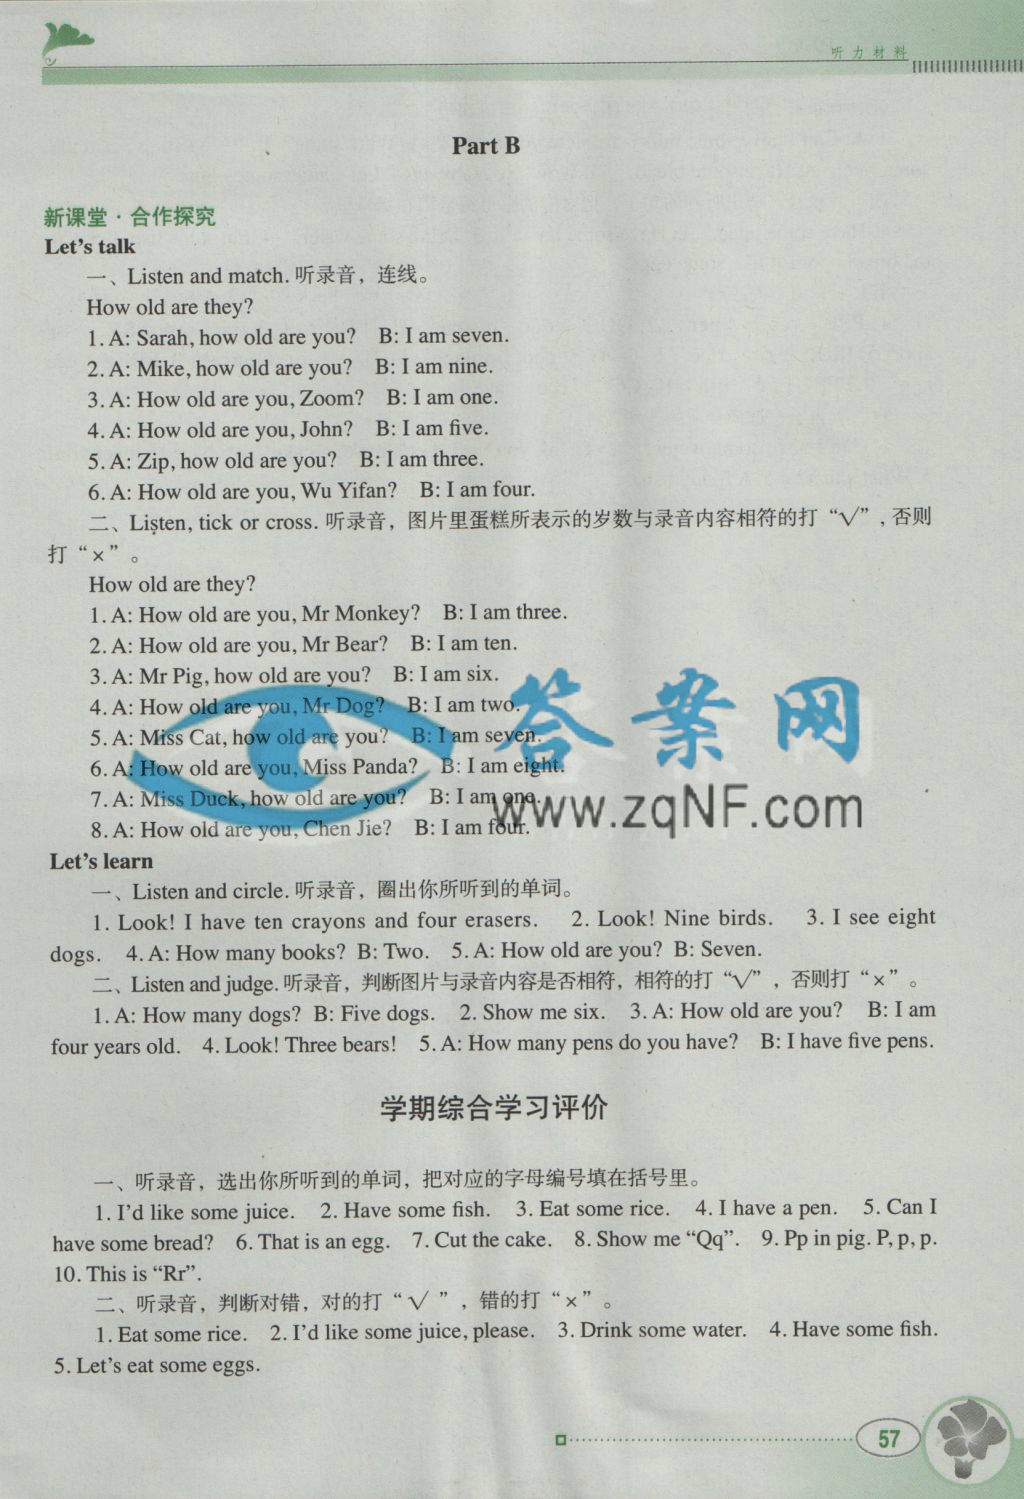 听力材料
Part B
新课堂·合作探究
Let's talk
一、Listen and match. 听录音，连线。
How old are they?
1. A: Sarah, how old are you? B: I am seven.
2. A: Mike, how old are you? B: I am nine.
3. A: How old are you, Zoom? B: I am one.
4. A: How old are you, John? B: I am five.
5. A: Zip, how old are you? B: I am three.
6. A: How old are you, Wu Yifan? B: I am four.
二、Listen, tick or cross. 听录音，图片里蛋糕所表示的岁数与录音内容相符的打“√”, 否则
打“×”。
How old are they?
1. A: How old are you, Mr Monkey? B: I am three.
2. A: How old are you, Mr Bear? B: I am ten.
3. A: Mr Pig, how old are you? B: I am six.
4. A: How old are you, Mr Dog? B: I am two.
5. A: Miss Cat, how old are you? B: I am seven.
6. A: How old are you, Miss Panda? B: I am eight.
7. A: Miss Duck, how old are you? B: I am one.
8. A: How old are you, Chen Jie? B: I am four.
答案网
www.zqNF.com
Let's learn
一、Listen and circle. 听录音，圈出你所听到的单词。
1. Look! I have ten crayons and four erasers. 2. Look! Nine birds. 3. I see eight
dogs. 4. A: How many books? B: Two. 5. A: How old are you? B: Seven.
二、Listen and judge. 听录音，判断图片与录音内容是否相符，相符的打“√”，否则打“×”。
1. A: How many dogs? B: Five dogs. 2. Show me six. 3. A: How old are you? B: I am
four years old. 4. Look! Three bears! 5. A: How many pens do you have? B: I have five pens.
学期综合学习评价
一、听录音，选出你所听到的单词，把对应的字母编号填在括号里。
1. I'd like some juice. 2. Have some fish. 3. Eat some rice. 4. I have a pen. 5. Can I
have some bread? 6. That is an egg. 7. Cut the cake. 8. Show me “Qq”. 9. Pp in pig. P, p, p.
10. This is “Rr”.
二、听录音，判断对错，对的打“√”，错的打“×”。
1. Eat some rice. 2. I'd like some juice, please. 3. Drink some water. 4. Have some fish.
5. Let's eat some eggs.
57